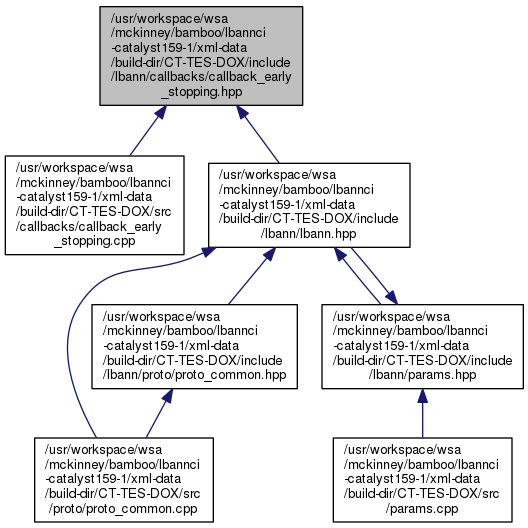 /usr/workspace/wsa
/mckinney/bamboo/lbannci
-catalyst159-1/xml-data
/build-dir/CT-TES-DOX/include
/lbann/callbacks/callback_early
_stopping.hpp
/usr/workspace/wsa
/mckinney/bamboo/lbannci
-catalyst159-1/xml-data
/build-dir/CT-TES-DOX/src
/callbacks/callback_early
_stopping.cpp
/usr/workspace/wsa
/mckinney/bamboo/lbannci
-catalyst159-1/xml-data
/build-dir/CT-TES-DOX/include
/lbann/lbann.hpp
/usr/workspace/wsa
/mckinney/bamboo/lbannci
-catalyst159-1/xml-data
/build-dir/CT-TES-DOX/include
/lbann/proto/proto_common.hpp
/usr/workspace/wsa
/mckinney/bamboo/lbannci
-catalyst159-1/xml-data
/build-dir/CT-TES-DOX/include
/lbann/params.hpp
/usr/workspace/wsa
/mckinney/bamboo/lbannci
-catalyst159-1/xml-data
/build-dir/CT-TES-DOX/src
/proto/proto_common.cpp
/usr/workspace/wsa
/mckinney/bamboo/lbannci
-catalyst159-1/xml-data
/build-dir/CT-TES-DOX/src
/params.cpp